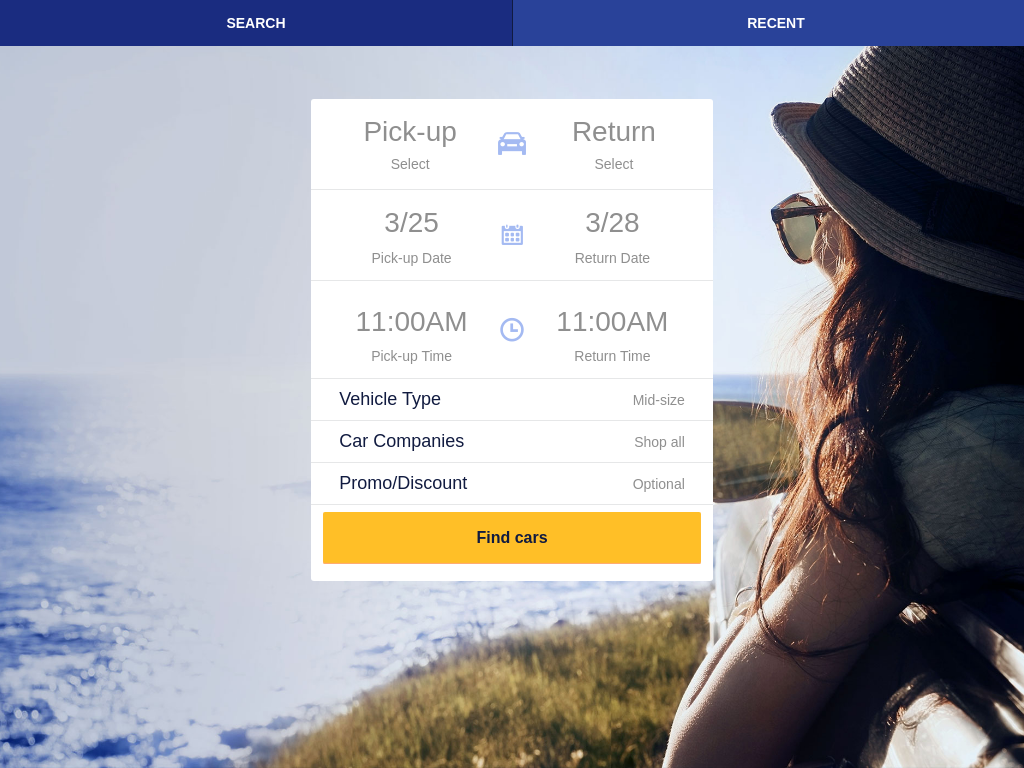 SEARCH
RECENT
Pick-up
Return
Select
Select
3/25
3/28
Pick-up Date
Return Date
11:00AM
11:00AM
Pick-up Time
Return Time
Vehicle Type
Mid-size
Car Companies
Shop all
Promo/Discount
Optional
Find cars